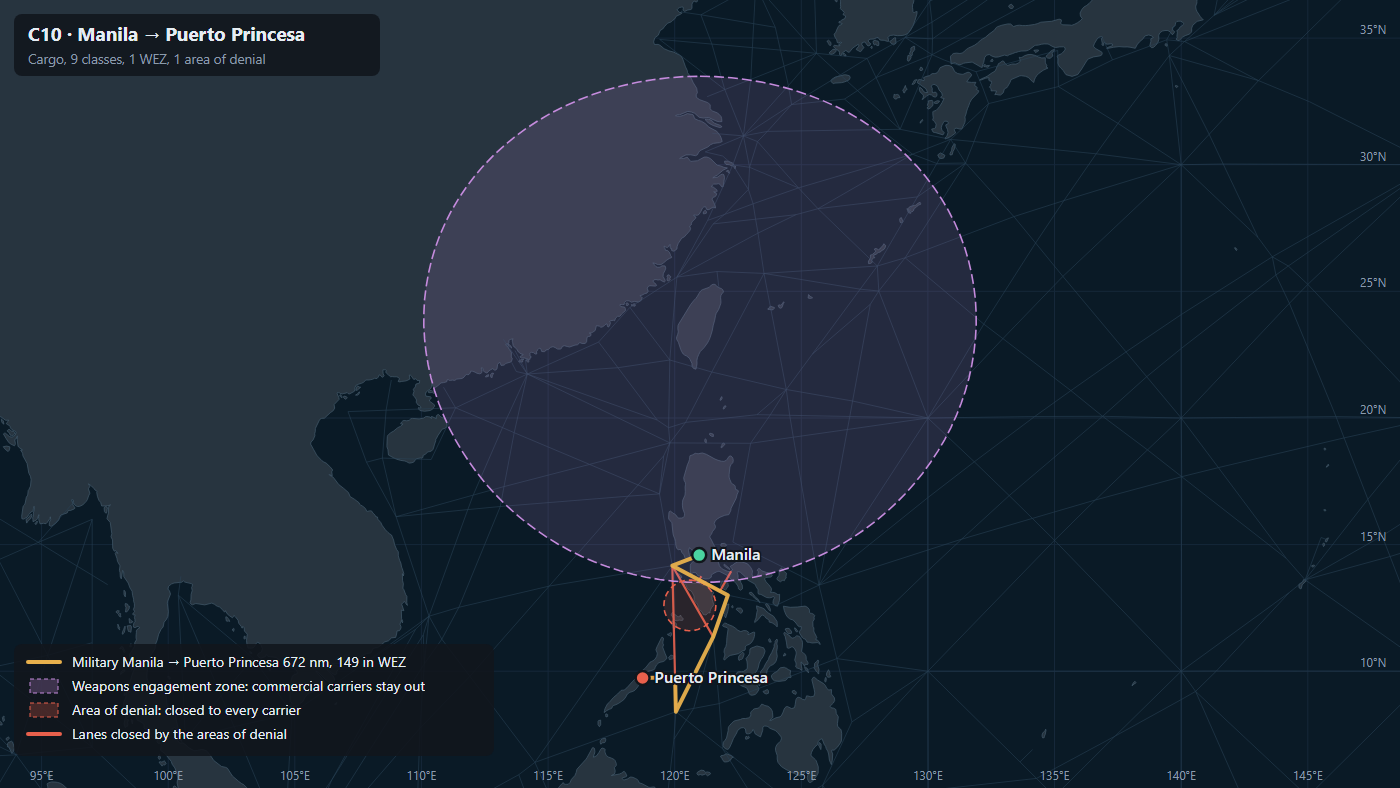 C10 · Manila → Puerto Princesa
Cargo, 9 classes, 1 WEZ, 1 area of denial
35°N
30°N
25°N
20°N
15°N
10°N
Manila
Puerto Princesa
Military Manila → Puerto Princesa 672 nm, 149 in WEZ
Weapons engagement zone: commercial carriers stay out
Area of denial: closed to every carrier
Lanes closed by the areas of denial
95°E
100°E
105°E
110°E
115°E
120°E
125°E
130°E
135°E
140°E
145°E